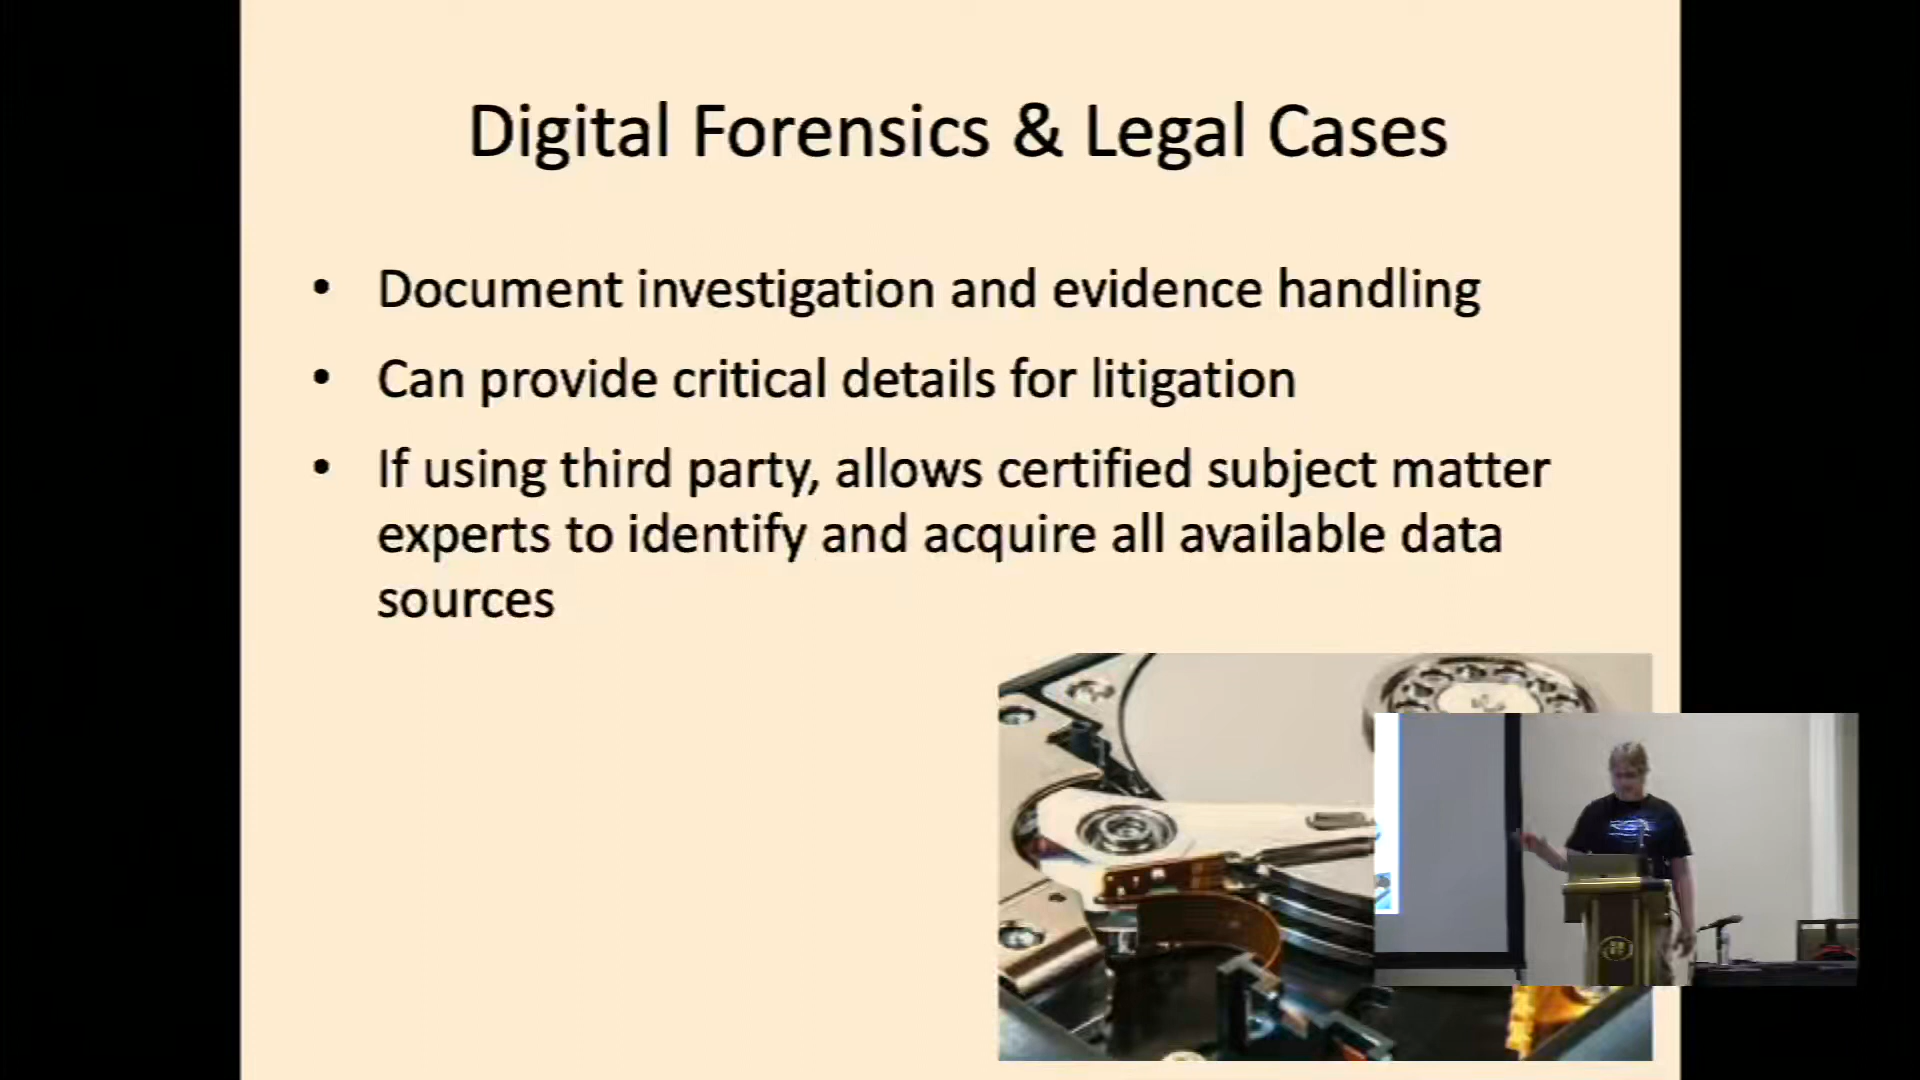 Digital Forensics & Legal Cases
• Document investigation and evidence handling
• Can provide critical details for litigation
• If using third party, allows certified subject matter
experts to identify and acquire all available data
sources